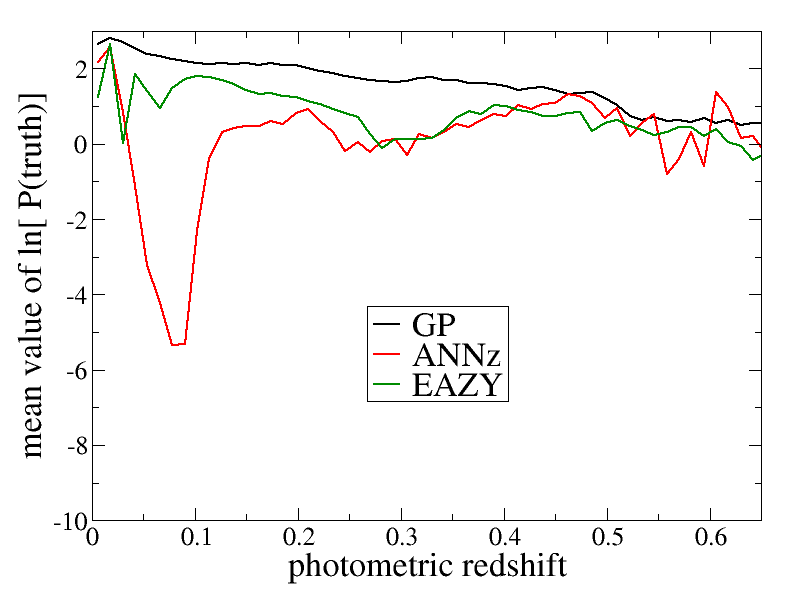 mean value of ln[ P(truth)]
2
0
-2
-4
-6
-8
-10
GP
ANNz
EAZY
0
0.1
0.2
0.3
0.4
0.5
0.6
photometric redshift